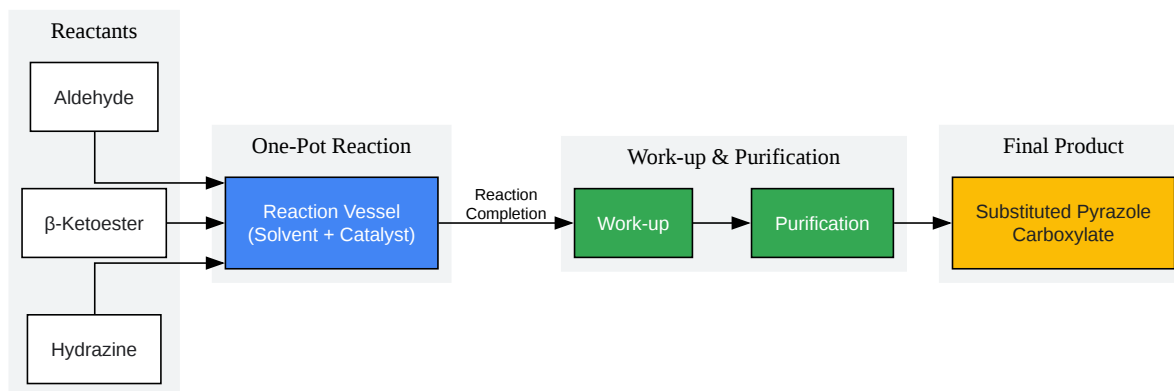 Reactants
Aldehyde
β-Ketoester
Hydrazine
One-Pot Reaction
Reaction Vessel
(Solvent + Catalyst)
Reaction
Completion
Work-up & Purification
Work-up
Purification
Final Product
Substituted Pyrazole
Carboxylate